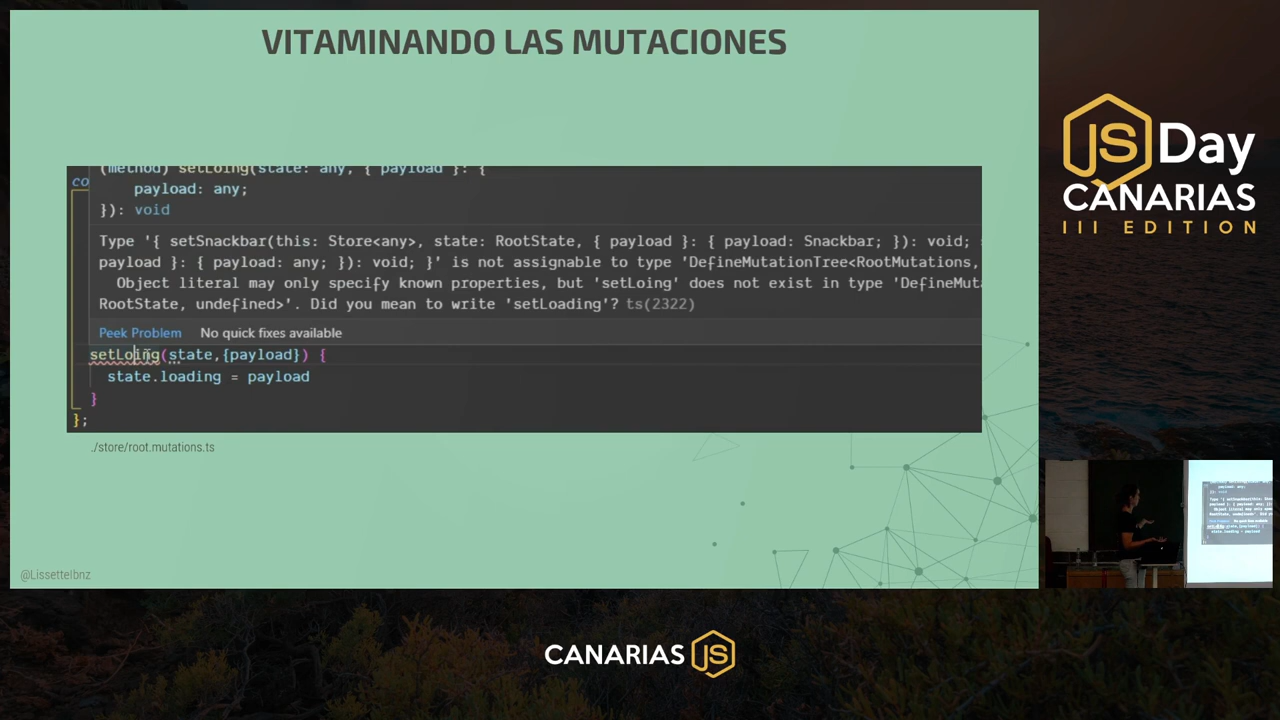 VITAMINANDO LAS MUTACIONES
(method) setLoing(state: any, { payload }: {
co
payload: any;
}): void
Type '{ setSnackbar(this: Store<any>, state: RootState, { payload }: { payload: Snackbar; }): void;
payload }: { payload: any; }): void; }' is not assignable to type 'DefineMutationTree<RootMutations,
Object literal may only specify known properties, but 'setLoing' does not exist in type 'DefineMuta
RootState, undefined>'. Did you mean to write 'setLoading'? ts(2322)
Peek Problem No quick fixes available
setLoing(state,{payload}) {
state.loading = payload
}
};
./store/root.mutations.ts
@Lissettelbnz
JS Day
CANARIAS
III EDITION
CANARIAS JS